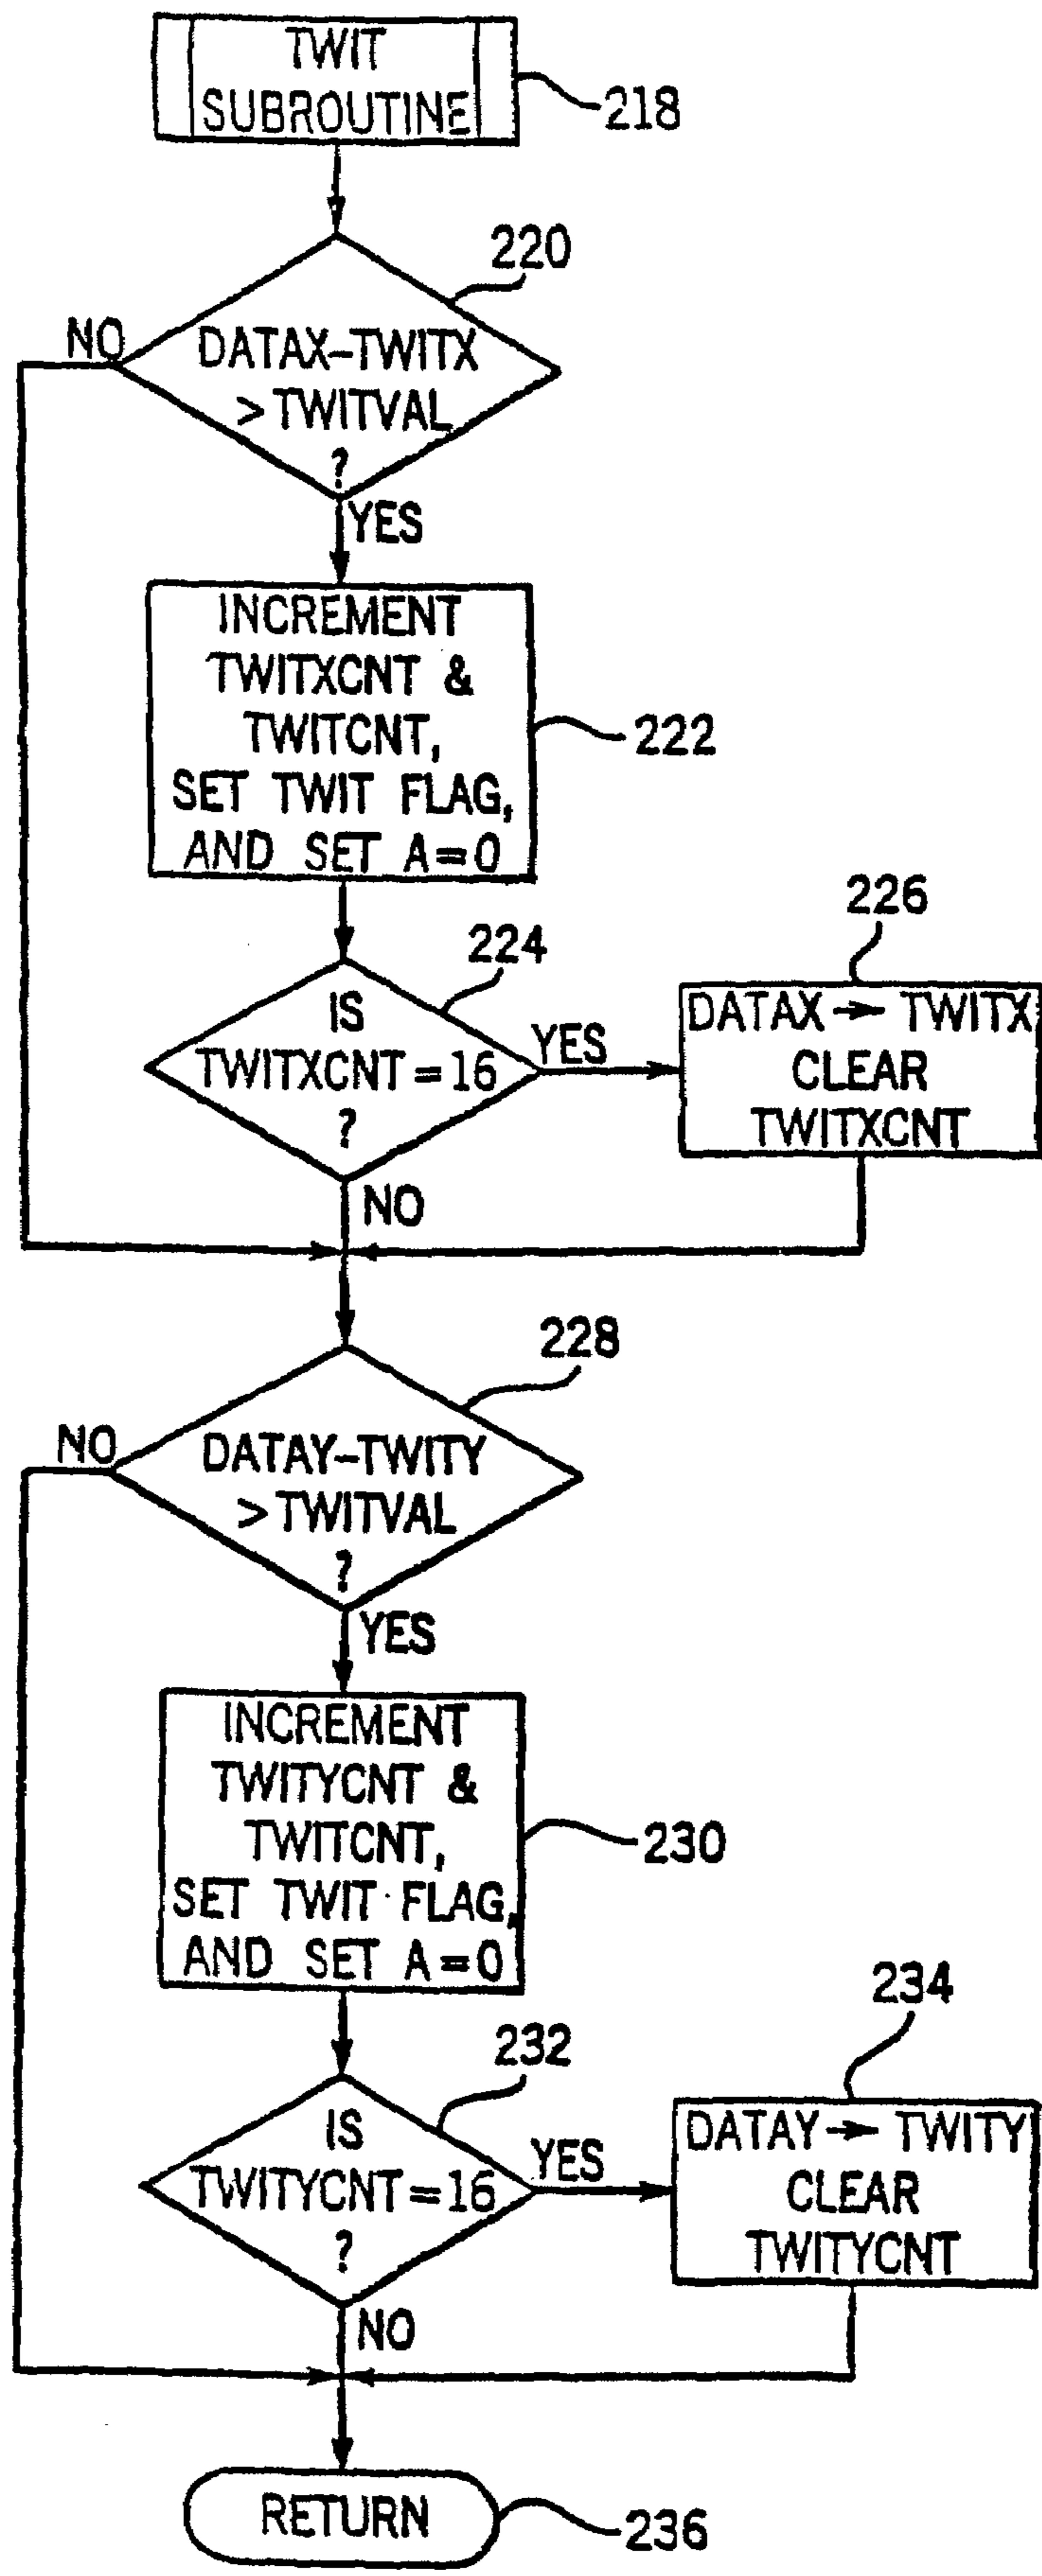 TWIT
SUBROUTINE
218
220
NO
DATAX-TWITX
> TWITVAL
?
YES
INCREMENT
TWITXCNT &
TWITCNT,
SET TWIT FLAG,
AND SET A=0
222
224
226
IS
TWITXCNT=16
?
YES
DATAX → TWITX
CLEAR
TWITXCNT
NO
228
NO
DATAY-TWITY
> TWITVAL
?
YES
INCREMENT
TWITYCNT &
TWITCNT,
SET TWIT FLAG,
AND SET A=0
230
232
234
IS
TWITYCNT=16
?
YES
DATAY → TWITY
CLEAR
TWITYCNT
NO
RETURN
236